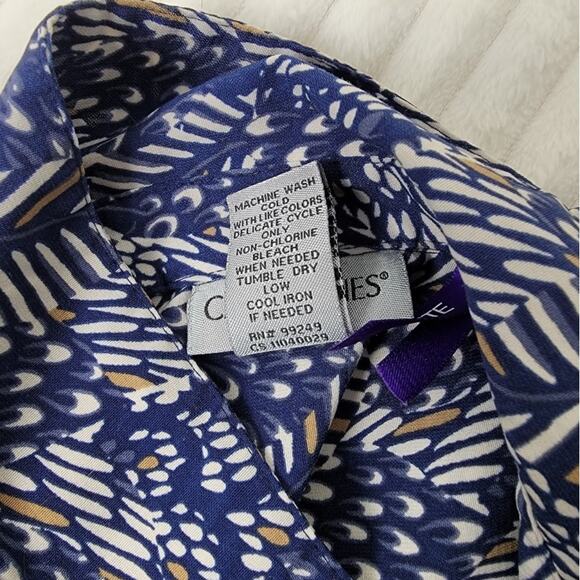 MACHINE WASH
COLD
WITH LIKE COLORS
DELICATE CYCLE
ONLY
NON-CHLORINE
BLEACH
WHEN NEEDED
TUMBLE DRY
LOW
COOL IRON
IF NEEDED
RN# 99249
CS 11040029